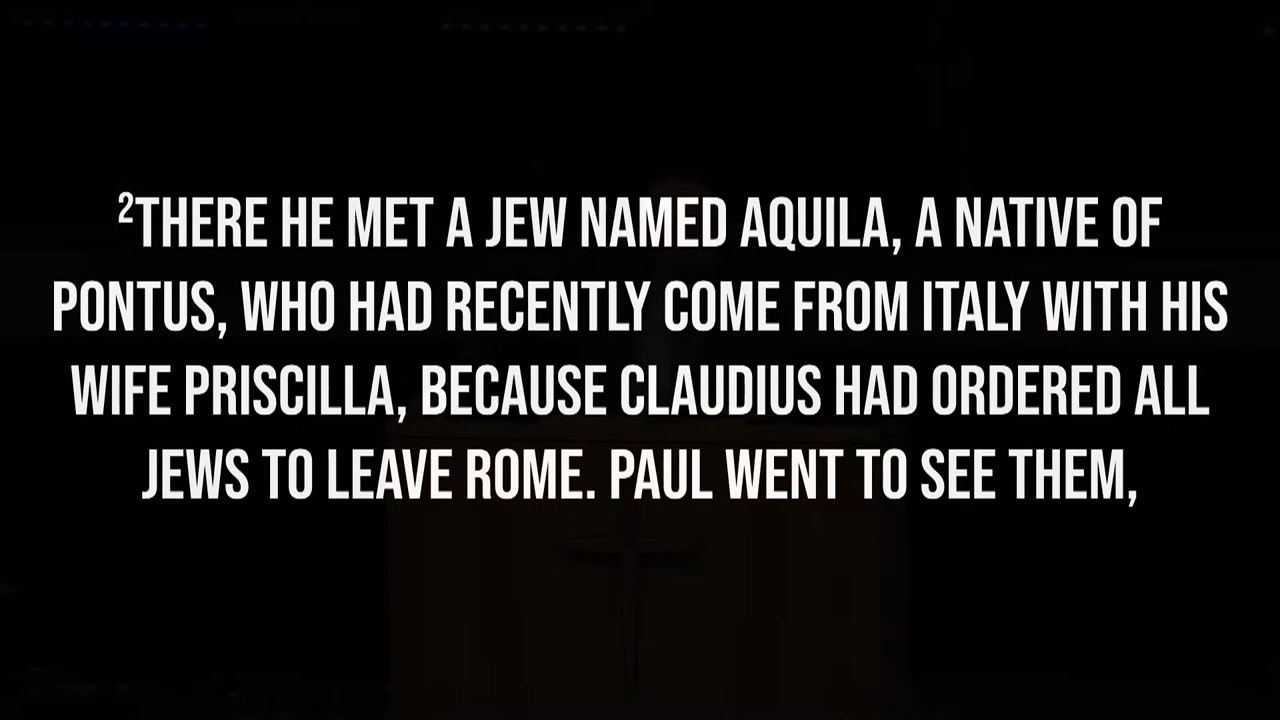 ²THERE HE MET A JEW NAMED AQUILA, A NATIVE OF
PONTUS, WHO HAD RECENTLY COME FROM ITALY WITH HIS
WIFE PRISCILLA, BECAUSE CLAUDIUS HAD ORDERED ALL
JEWS TO LEAVE ROME. PAUL WENT TO SEE THEM,